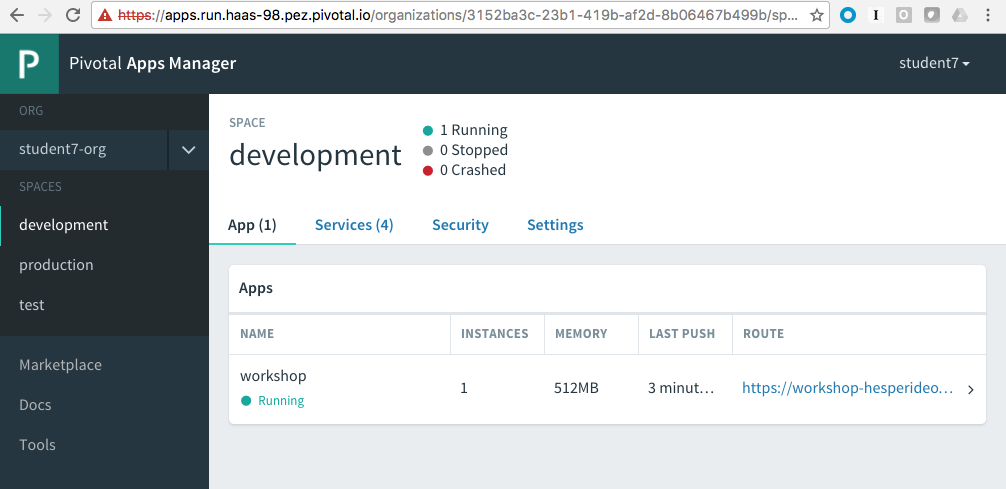 https://apps.run.haas-98.pez.pivotal.io/organizations/3152ba3c-23b1-419b-af2d-8b06467b499b/sp...
P Pivotal Apps Manager student7
ORG
student7-org
SPACES
development
production
test
Marketplace
Docs
Tools
SPACE
development
1 Running
0 Stopped
0 Crashed
App (1) Services (4) Security Settings
Apps
NAME INSTANCES MEMORY LAST PUSH ROUTE
workshop 1 512MB 3 minut... https://workshop-hesperideo...
Running